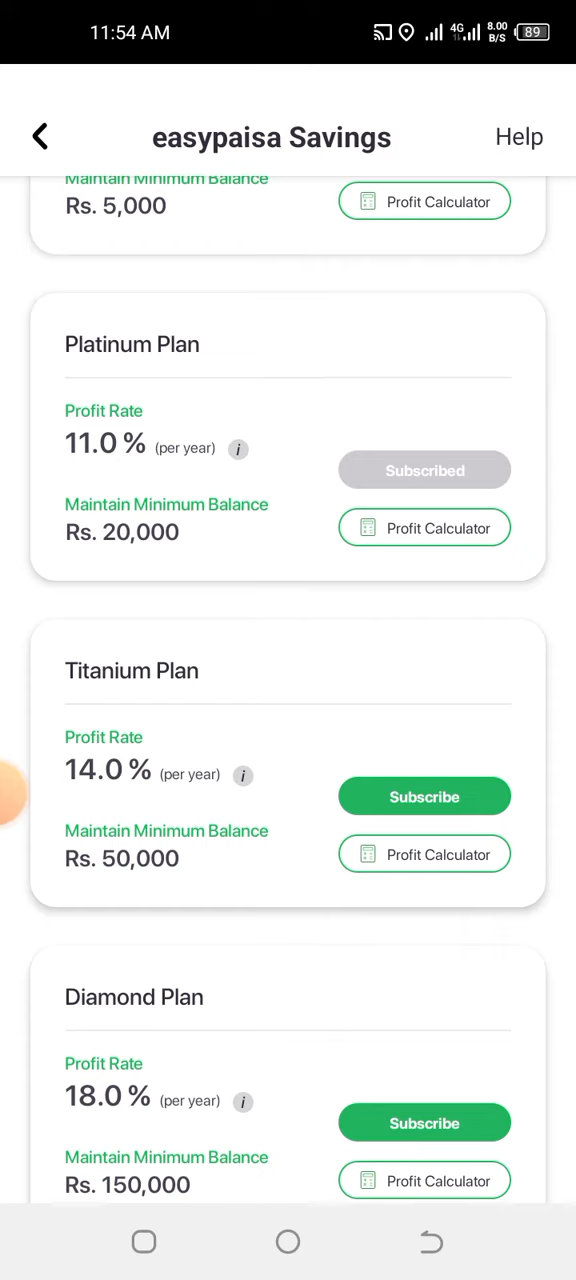 11:54 AM
4G
8.00
B/S
89
easypaisa Savings
Help
Maintain Minimum Balance
Rs. 5,000
Profit Calculator
Platinum Plan
Profit Rate
11.0 % (per year) i
Subscribed
Maintain Minimum Balance
Rs. 20,000
Profit Calculator
Titanium Plan
Profit Rate
14.0 % (per year) i
Subscribe
Maintain Minimum Balance
Rs. 50,000
Profit Calculator
Diamond Plan
Profit Rate
18.0 % (per year) i
Subscribe
Maintain Minimum Balance
Rs. 150,000
Profit Calculator